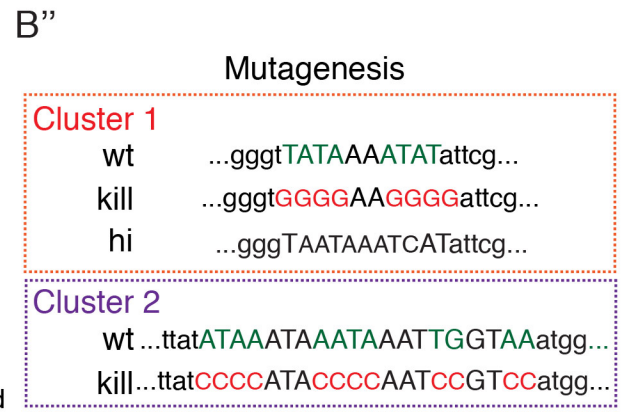 B”
Mutagenesis
Cluster 1
wt ...gggtTATAAAATATattcg...
kill ...gggtGGGGAAGGGGattcg...
hi ...gggTAATAAATCATattcg...
Cluster 2
wt ...ttatATAAATAAATAAATTGGTAAatgg...
kill...ttatCCCCATACCCCAATCCGTCCatgg...
d